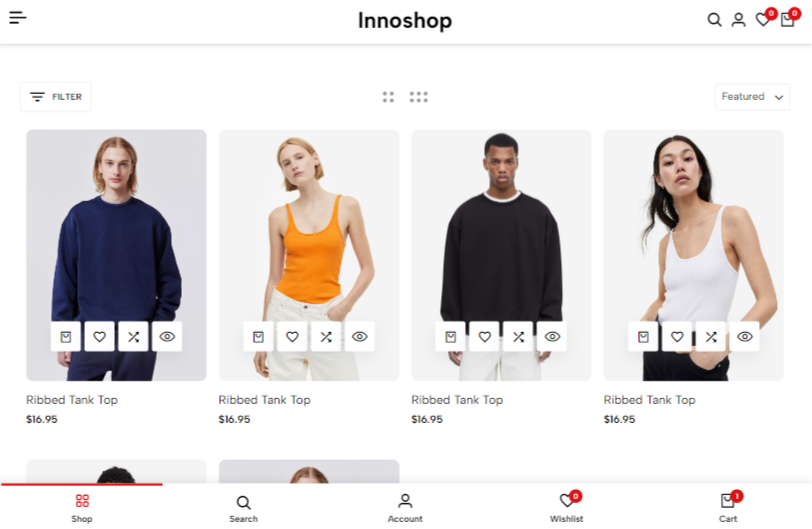 Innoshop
0
0
FILTER
Featured
Ribbed Tank Top
$16.95
Ribbed Tank Top
$16.95
Ribbed Tank Top
$16.95
Ribbed Tank Top
$16.95
Shop
Search
Account
0
Wishlist
1
Cart